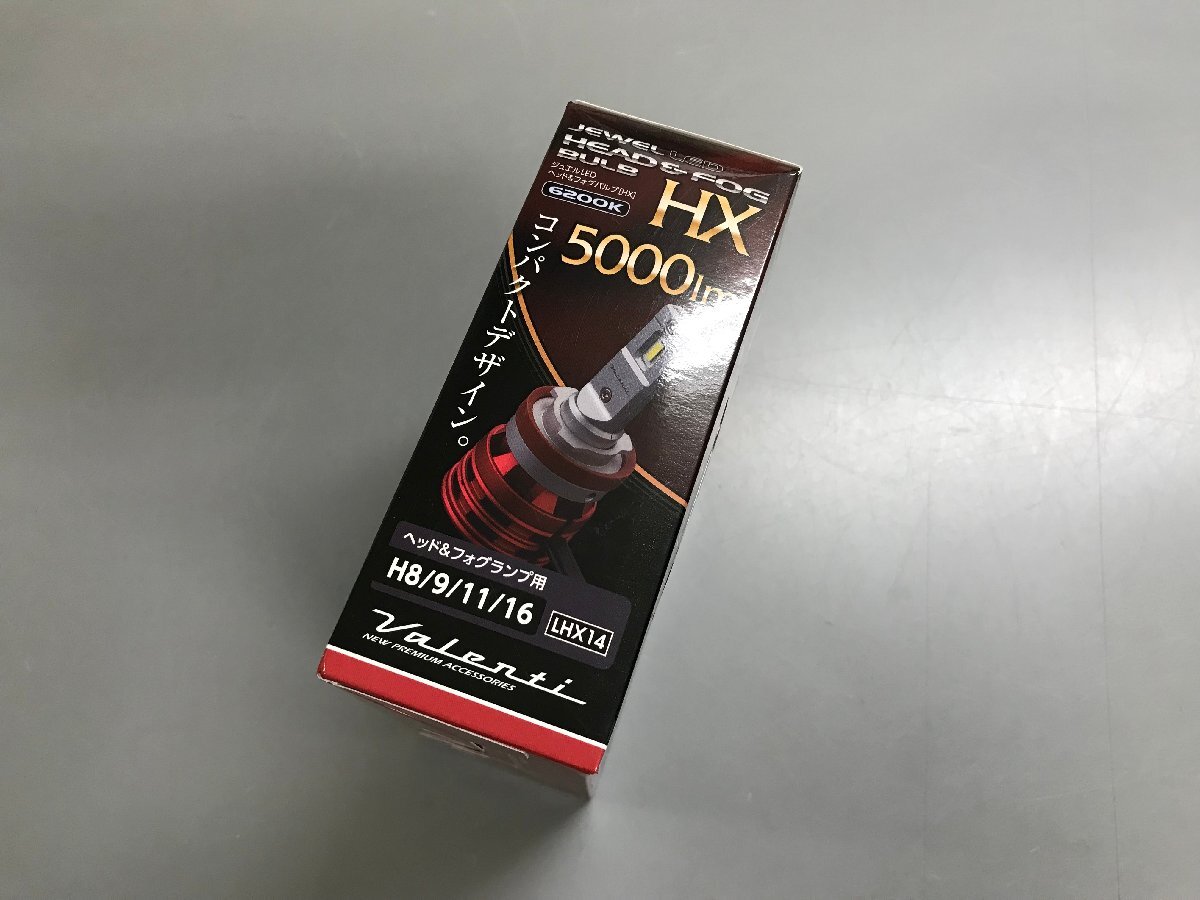 JEWEL LED
HEAD & FOG
BULB
ジュエルLED
ヘッド&フォグバルブ[HX]
6200K
HX
5000lm
コンパクトデザイン。
ヘッド&フォグランプ用
H8/9/11/16
LHX14
Valenti
NEW PREMIUM ACCESSORIES